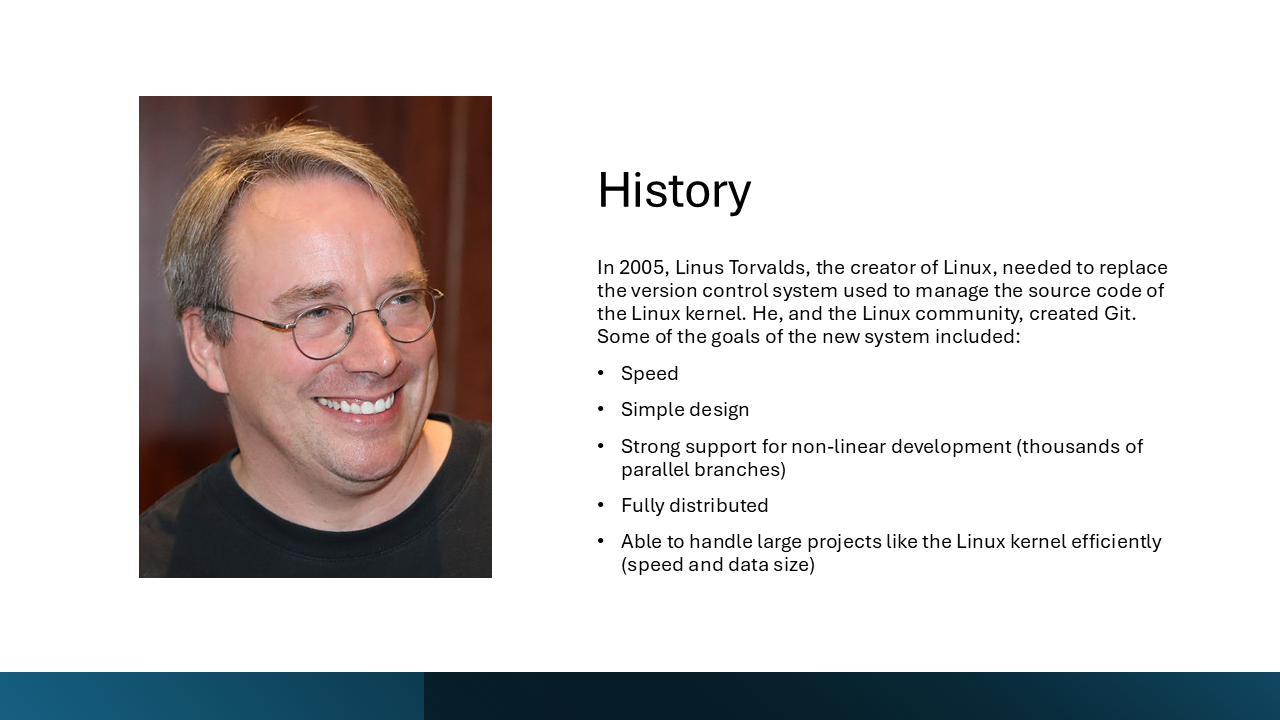 History
In 2005, Linus Torvalds, the creator of Linux, needed to replace
the version control system used to manage the source code of
the Linux kernel. He, and the Linux community, created Git.
Some of the goals of the new system included:
• Speed
• Simple design
• Strong support for non-linear development (thousands of
parallel branches)
• Fully distributed
• Able to handle large projects like the Linux kernel efficiently
(speed and data size)